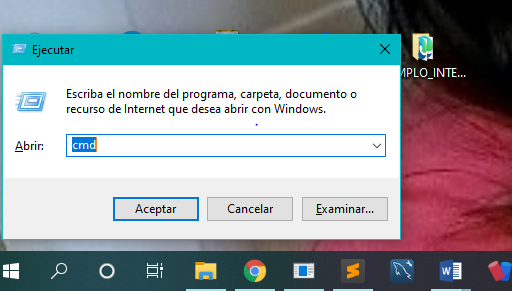 Ejecutar
Escriba el nombre del programa, carpeta, documento o
recurso de Internet que desea abrir con Windows.
Abrir:
cmd
Aceptar
Cancelar
Examinar...
MPLO_INTE...